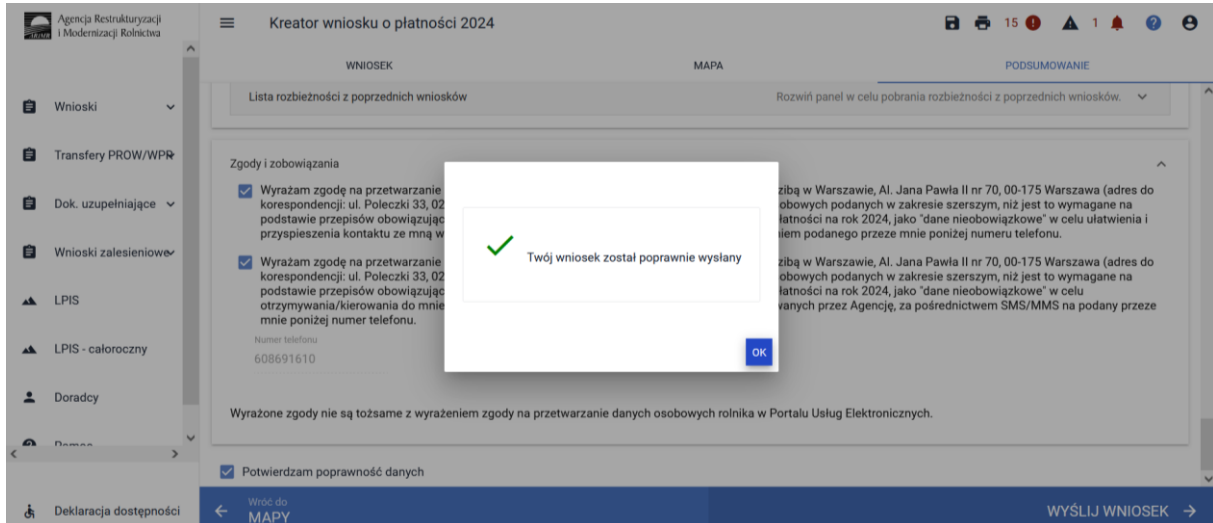 Agencja Restrukturyzacji
i Modernizacji Rolnictwa
Kreator wniosku o płatności 2024
15
1
WNIOSEK
MAPA
PODSUMOWANIE
Wnioski
Transfery PROW/WPR
Dok. uzupełniające
Wnioski zalesieniowe
LPIS
LPIS - całoroczny
Doradcy
Deklaracja dostępności
Lista rozbieżności z poprzednich wniosków
Rozwiń panel w celu pobrania rozbieżności z poprzednich wniosków.
Zgody i zobowiązania
Wyrażam zgodę na przetwarzanie zibą w Warszawie, Al. Jana Pawła II nr 70, 00-175 Warszawa (adres do
korespondencji: ul. Poleczki 33, 02 obowych podanych w zakresie szerszym, niż jest to wymagane na
podstawie przepisów obowiązując łatności na rok 2024, jako "dane nieobowiązkowe" w celu ułatwienia i
przyspieszenia kontaktu ze mną w iem podanego przeze mnie poniżej numeru telefonu.
Wyrażam zgodę na przetwarzanie zibą w Warszawie, Al. Jana Pawła II nr 70, 00-175 Warszawa (adres do
korespondencji: ul. Poleczki 33, 02 obowych podanych w zakresie szerszym, niż jest to wymagane na
podstawie przepisów obowiązując łatności na rok 2024, jako "dane nieobowiązkowe" w celu
otrzymywania/kierowania do mnie wanych przez Agencję, za pośrednictwem SMS/MMS na podany przeze
mnie poniżej numer telefonu.
Numer telefonu
608691610
Wyrażone zgody nie są tożsame z wyrażeniem zgody na przetwarzanie danych osobowych rolnika w Portalu Usług Elektronicznych.
Potwierdzam poprawność danych
Twój wniosek został poprawnie wysłany
OK
Wróć do
MAPY
WYŚLIJ WNIOSEK